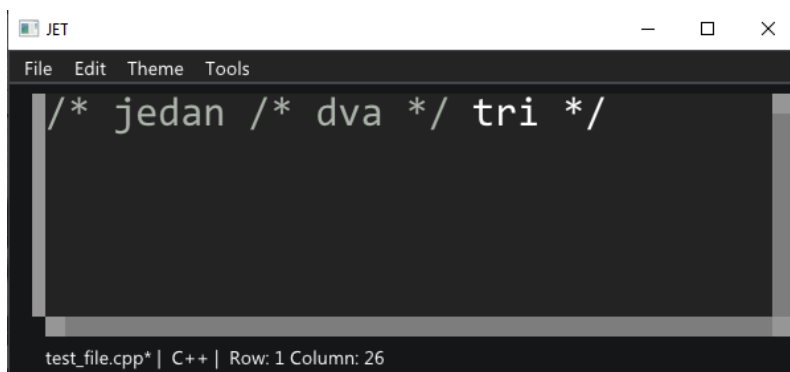 JET
File Edit Theme Tools
/* jedan /* dva */ tri */
test_file.cpp* | C++ | Row: 1 Column: 26